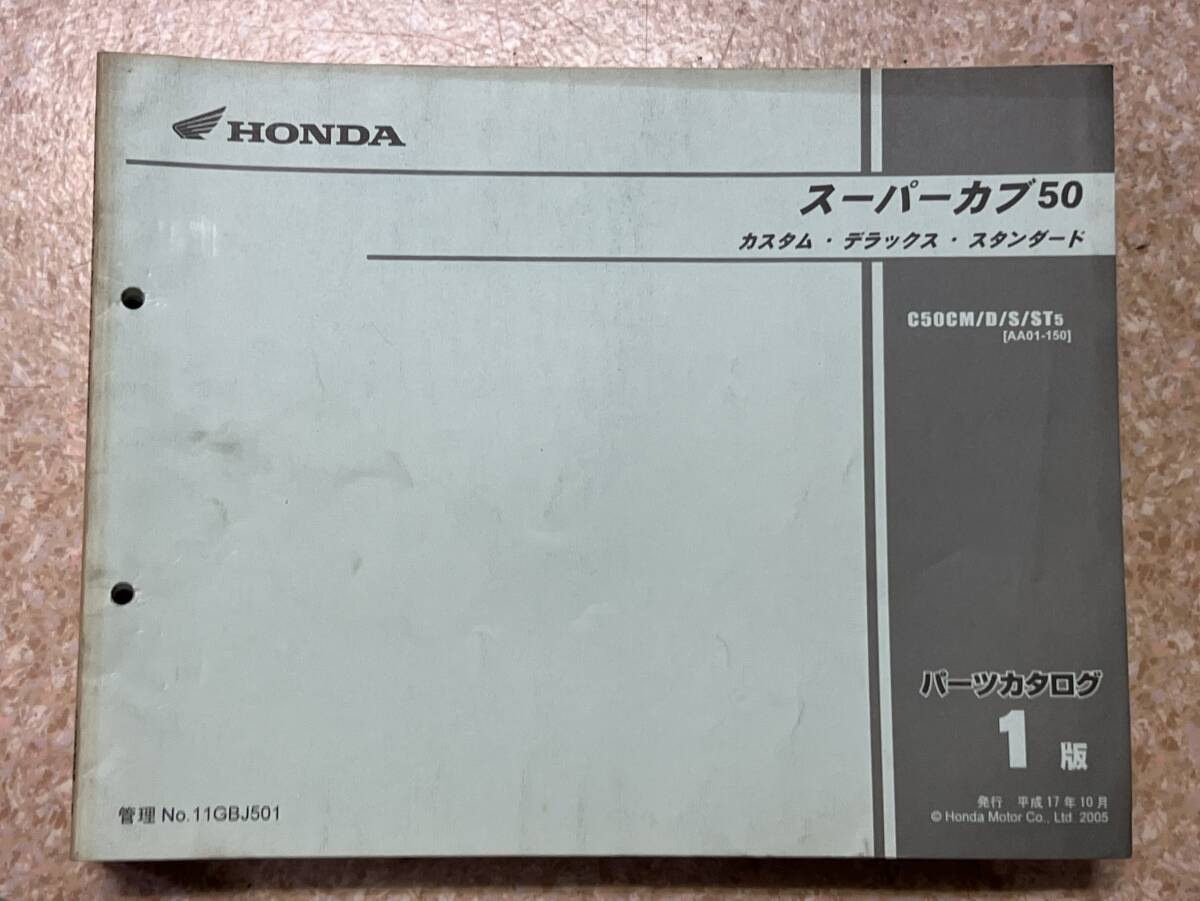 HONDA
スーパーカブ50
カスタム・デラックス・スタンダード
C50CM/D/S/ST5
[AA01-150]
パーツカタログ
1版
管理 No.11GBJ501
発行 平成17年10月
© Honda Motor Co., Ltd 2005